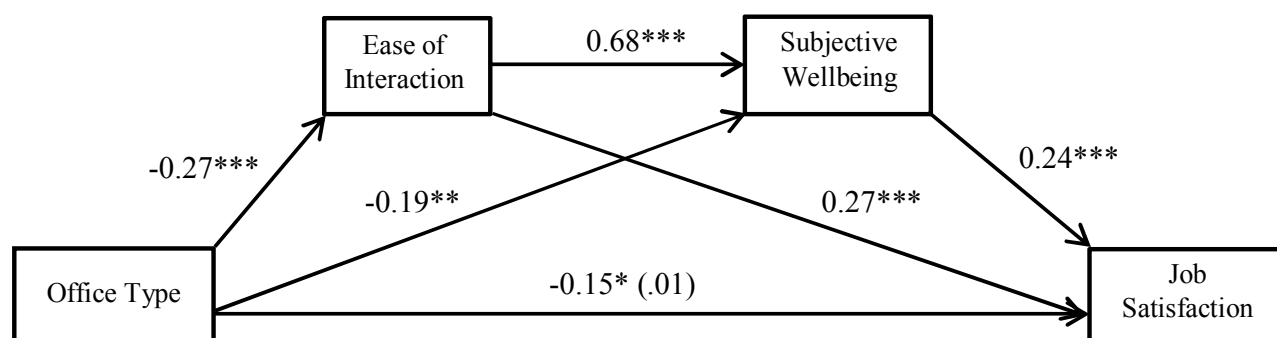 Ease of
Interaction
0.68***
Subjective
Wellbeing
-0.27***
-0.19**
0.27***
0.24***
Office Type
-0.15* (.01)
Job
Satisfaction